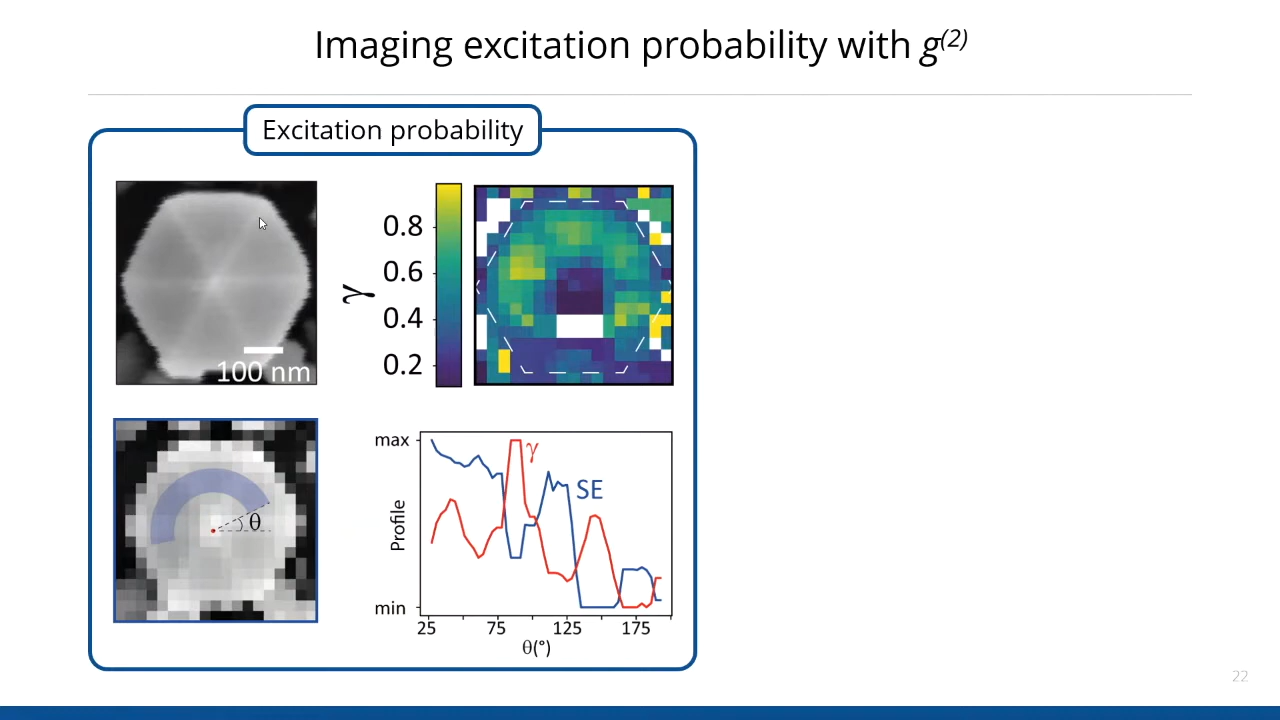 Imaging excitation probability with g(2)
Excitation probability
100 nm
γ
0.8
0.6
0.4
0.2
θ
max
Profile
min
γ
SE
25 75 125 175
θ(°)
22